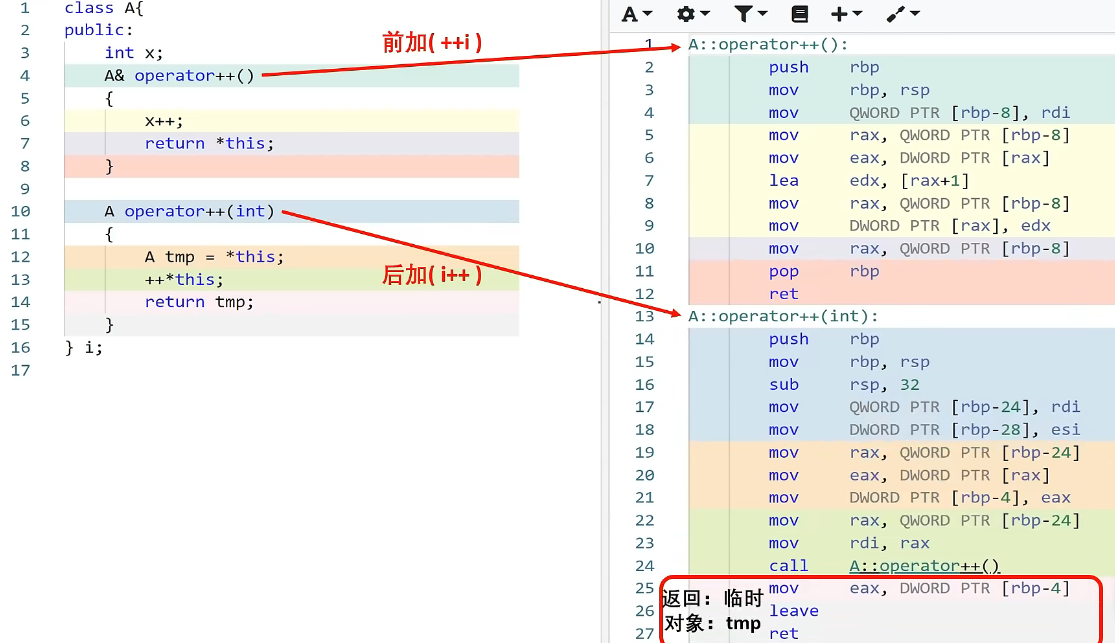 1 class A{
2 public:
3 int x;
4 A& operator++()
5 {
6 x++;
7 return *this;
8 }
9
10 A operator++(int)
11 {
12 A tmp = *this;
13 ++*this;
14 return tmp;
15 }
16 } i;
17
前加( ++i )
后加( i++ )
A
1 A::operator++():
2 push rbp
3 mov rbp, rsp
4 mov QWORD PTR [rbp-8], rdi
5 mov rax, QWORD PTR [rbp-8]
6 mov eax, DWORD PTR [rax]
7 lea edx, [rax+1]
8 mov rax, QWORD PTR [rbp-8]
9 mov DWORD PTR [rax], edx
10 mov rax, QWORD PTR [rbp-8]
11 pop rbp
12 ret
13 A::operator++(int):
14 push rbp
15 mov rbp, rsp
16 sub rsp, 32
17 mov QWORD PTR [rbp-24], rdi
18 mov DWORD PTR [rbp-28], esi
19 mov rax, QWORD PTR [rbp-24]
20 mov eax, DWORD PTR [rax]
21 mov DWORD PTR [rbp-4], eax
22 mov rax, QWORD PTR [rbp-24]
23 mov rdi, rax
24 call A::operator++()
25 mov eax, DWORD PTR [rbp-4]
26 leave
27 ret
返回：临时
对象：tmp